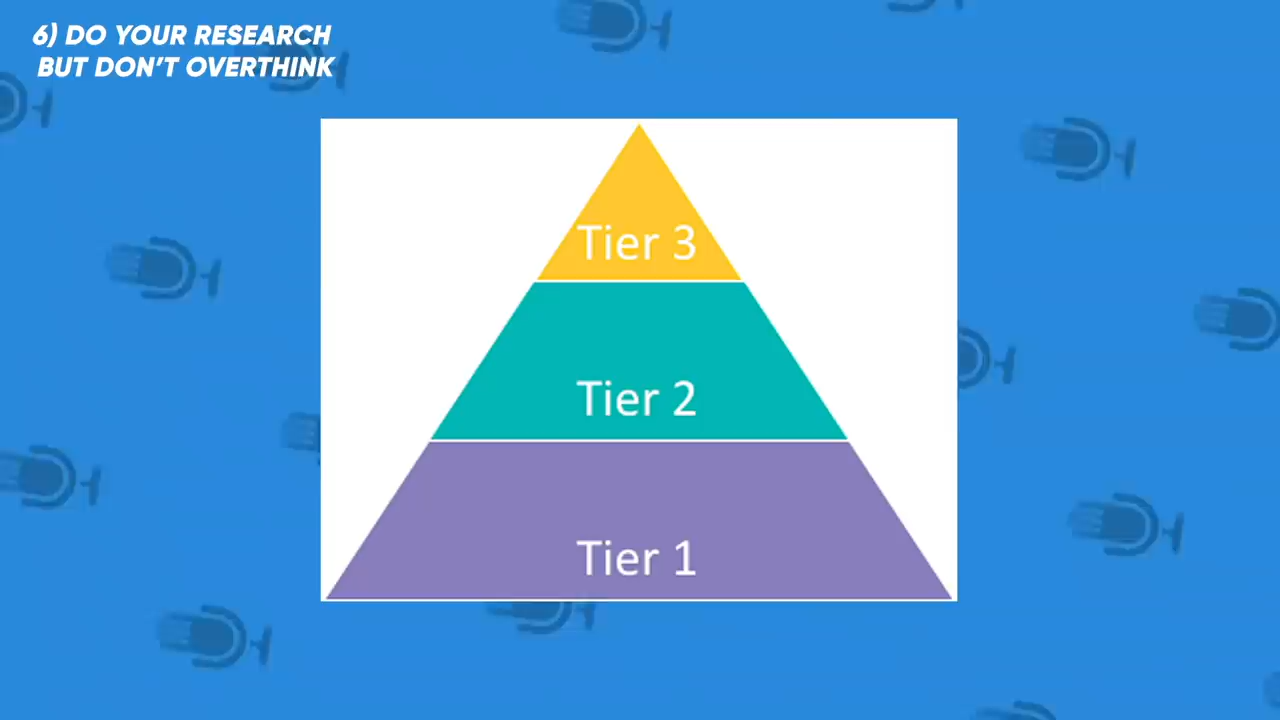 6) DO YOUR RESEARCH
BUT DON'T OVERTHINK
Tier 3
Tier 2
Tier 1